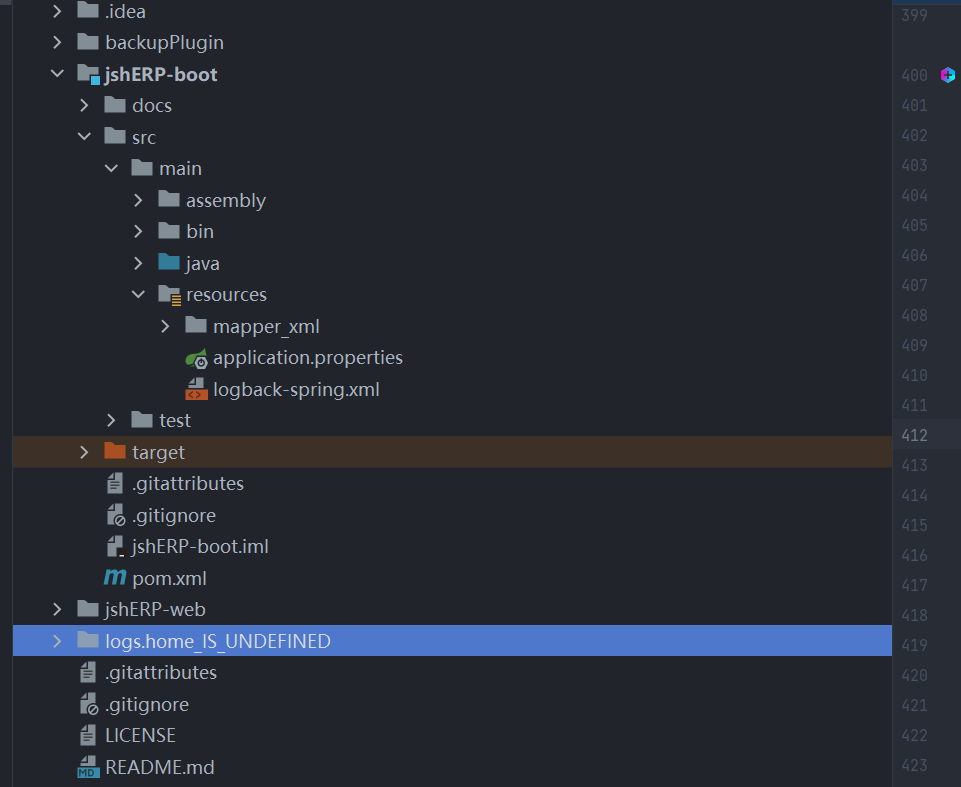 .idea
399
backupPlugin
jshERP-boot
400
docs
401
src
402
main
403
assembly
404
bin
405
java
406
resources
407
mapper_xml
408
application.properties
409
logback-spring.xml
410
test
411
target
412
.gitattributes
413
.gitignore
414
jshERP-boot.iml
415
m pom.xml
416
jshERP-web
417
logs.home_IS_UNDEFINED
418
.gitattributes
419
.gitignore
420
LICENSE
421
MD README.md
422
423